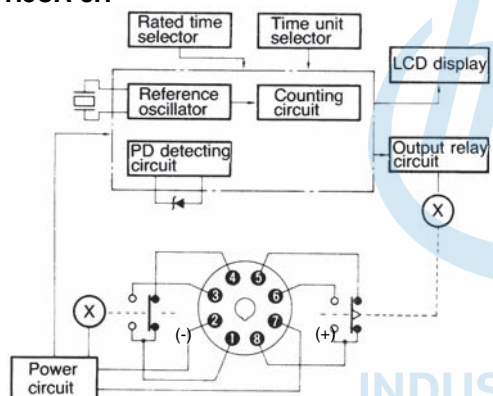 Rated time
selector
Time unit
selector
LCD display
Reference
oscillator
Counting
circuit
PD detecting
circuit
Output relay
circuit
X
4 5
3 6
X
2 7
(-) (+)
1 8
Power
circuit
INDUS